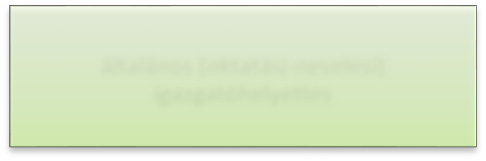 általános (oktatási-nevelési)
igazgatóhelyettes